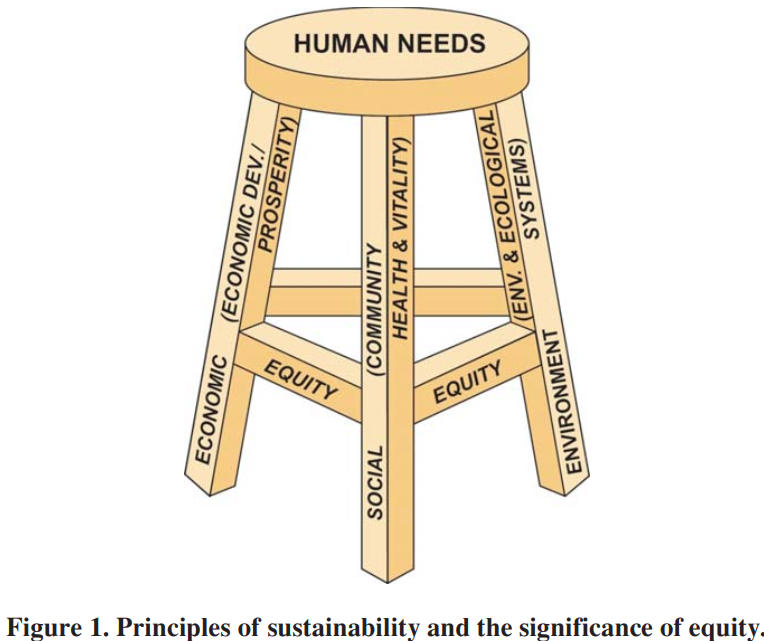 HUMAN NEEDS
ECONOMIC (ECONOMIC DEV./
PROSPERITY)
SOCIAL (COMMUNITY
HEALTH & VITALITY)
(ENV. & ECOLOGICAL
ENVIRONMENT SYSTEMS)
EQUITY
EQUITY
Figure 1. Principles of sustainability and the significance of equity.